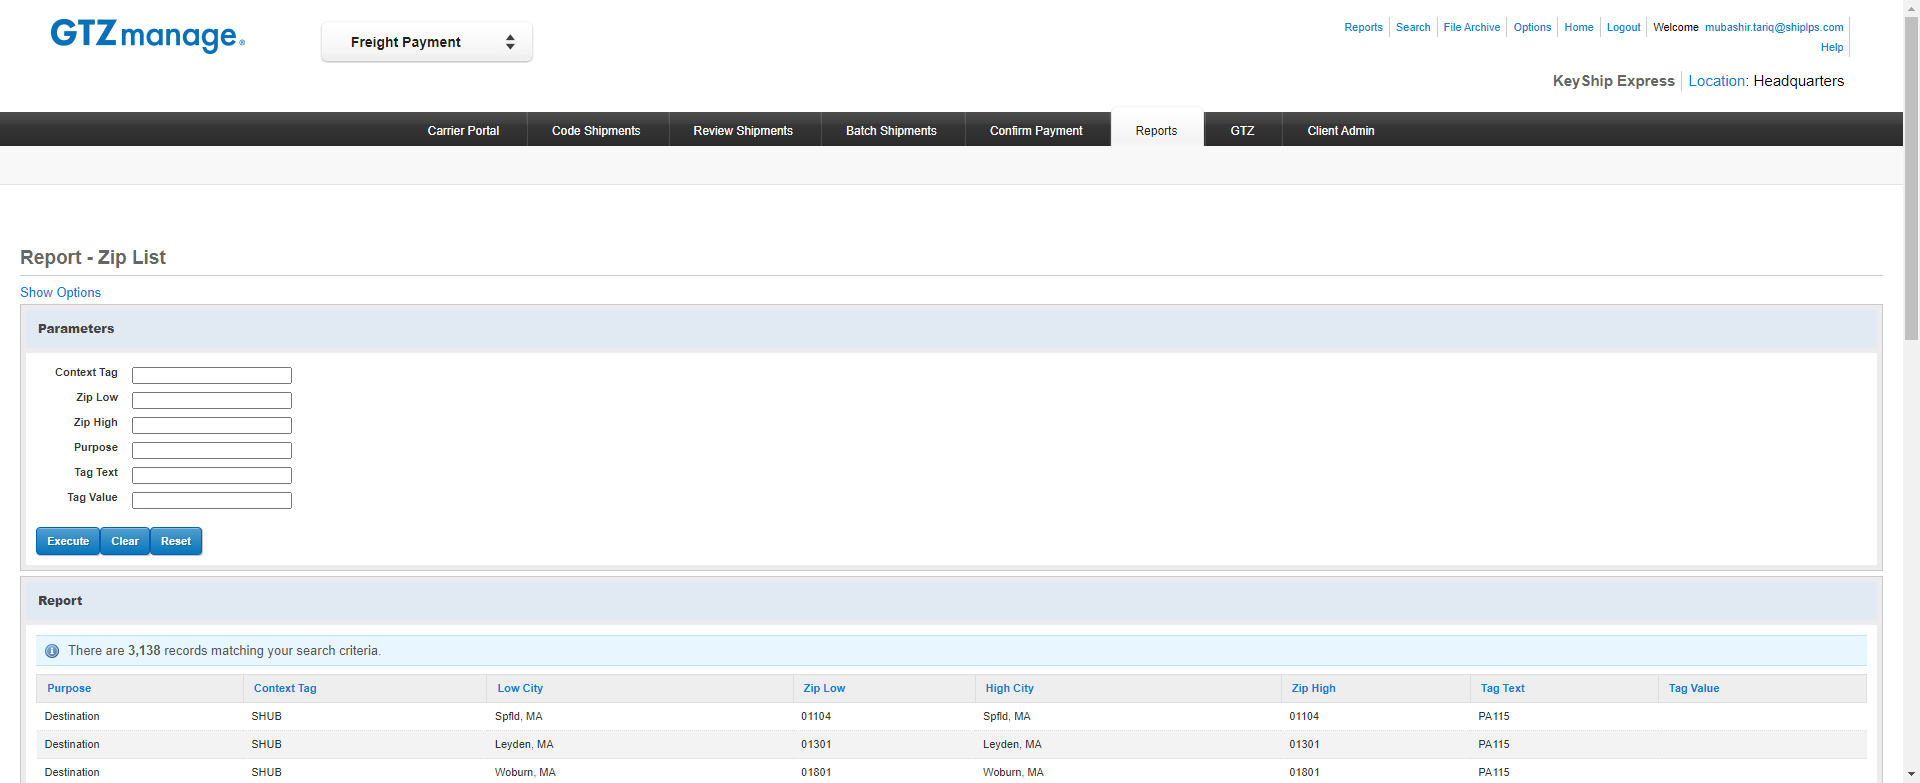 GTZmanage®
Freight Payment
Reports Search File Archive Options Home Logout Welcome mubashir.tariq@shiplps.com
Help
KeyShip Express Location: Headquarters
Carrier Portal Code Shipments Review Shipments Batch Shipments Confirm Payment Reports GTZ Client Admin
Report - Zip List
Show Options
Parameters
Context Tag
Zip Low
Zip High
Purpose
Tag Text
Tag Value
Execute Clear Reset
Report
There are 3,138 records matching your search criteria.
Purpose Context Tag Low City Zip Low High City Zip High Tag Text Tag Value
Destination SHUB Spfld, MA 01104 Spfld, MA 01104 PA115
Destination SHUB Leyden, MA 01301 Leyden, MA 01301 PA115
Destination SHUB Woburn, MA 01801 Woburn, MA 01801 PA115